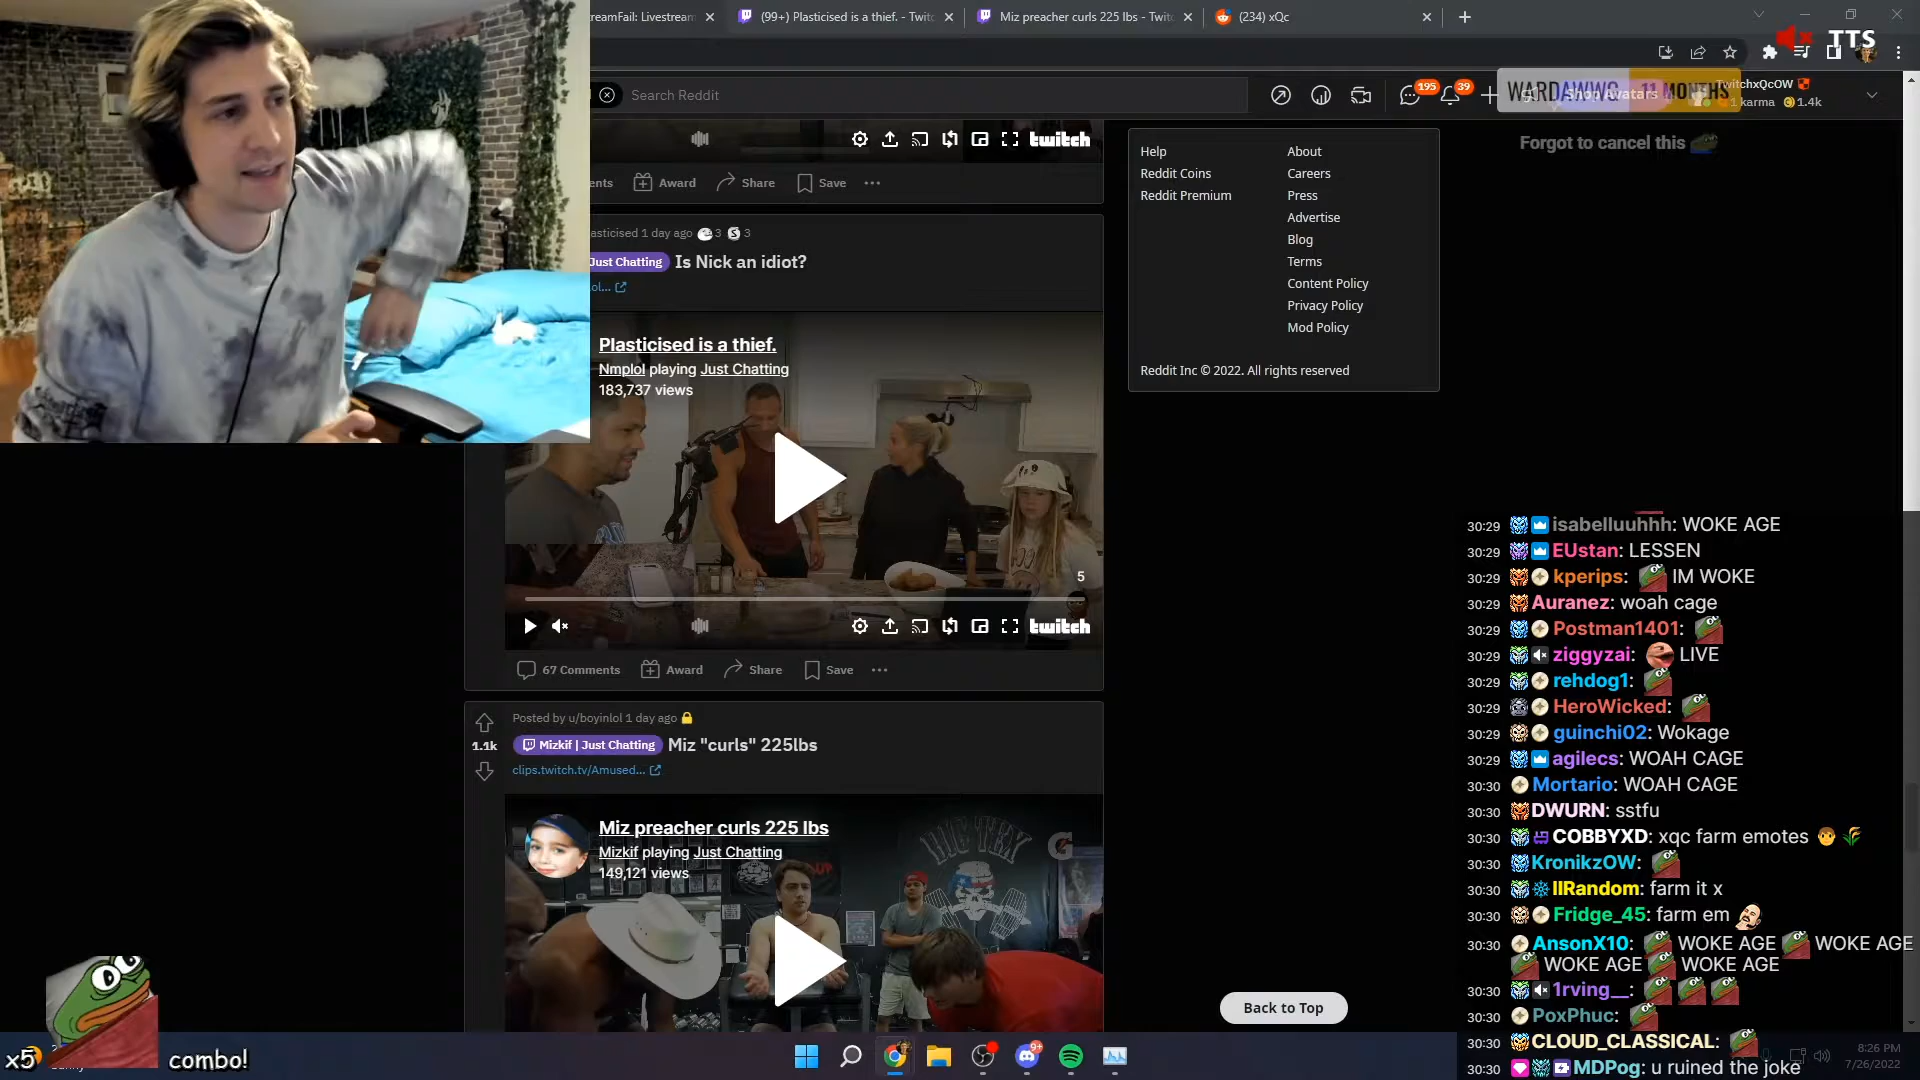 reamFail: Livestream
(99+) Plasticised is a thief. - Twitc
Miz preacher curls 225 lbs - Twitc
(234) xQc
TTS
Search Reddit
195
39
WARDAWWG
11 MONTHS
Shop Avatars
TwitchxQcOW
1 karma
1.4k
Forgot to cancel this
twitch
ents
Award
Share
Save
Help
Reddit Coins
Reddit Premium
About
Careers
Press
Advertise
Blog
Terms
Content Policy
Privacy Policy
Mod Policy
Reddit Inc © 2022. All rights reserved
asticised 1 day ago 3 3
Just Chatting Is Nick an idiot?
ol...
Plasticised is a thief.
Nmplol playing Just Chatting
183,737 views
5
twitch
67 Comments
Award
Share
Save
Posted by u/boyinlol 1 day ago
1.1k
Mizkif | Just Chatting Miz "curls" 225lbs
clips.twitch.tv/Amused...
Miz preacher curls 225 lbs
Mizkif playing Just Chatting
149,121 views
BIG TEX
G
Back to Top
30:29 isabelluuhhh: WOKE AGE
30:29 EUstan: LESSEN
30:29 kperips: IM WOKE
30:29 Auranez: woah cage
30:29 Postman1401:
30:29 ziggyzai: LIVE
30:29 rehdog1:
30:29 HeroWicked:
30:29 guinchi02: Wokage
30:29 agilecs: WOAH CAGE
30:30 Mortario: WOAH CAGE
30:30 DWURN: sstfu
30:30 COBBYXD: xqc farm emotes
30:30 KronikzOW:
30:30 IlRandom: farm it x
30:30 Fridge_45: farm em
30:30 AnsonX10: WOKE AGE WOKE AGE
WOKE AGE WOKE AGE
30:30 1rving__:
30:30 PoxPhuc:
30:30 CLOUD_CLASSICAL:
30:30 MDPog: u ruined the joke
x5 combo!
9+
8:26 PM
7/26/2022